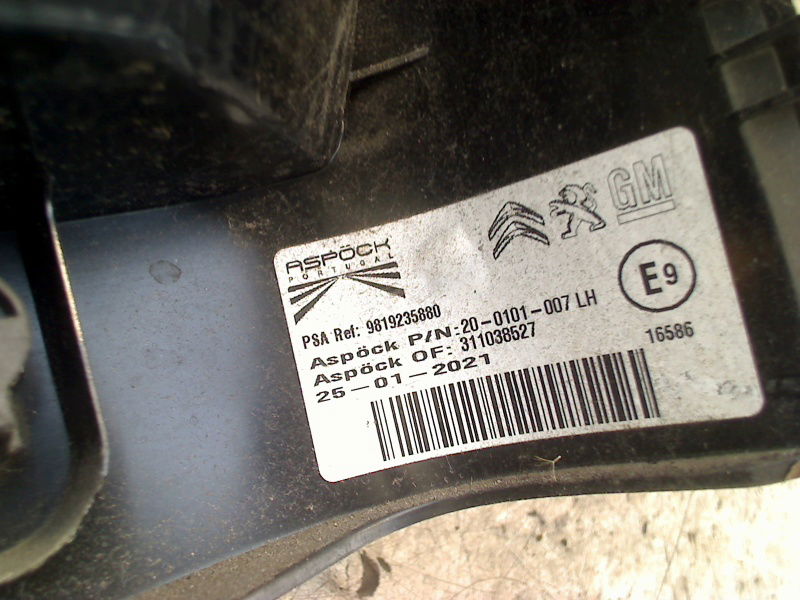 ASPÖCK
PORTUGAL
GM
E9
PSA Ref: 9819235880
Aspöck P/N: 20-0101-007 LH
Aspöck OF: 311038527
16586
25-01-2021